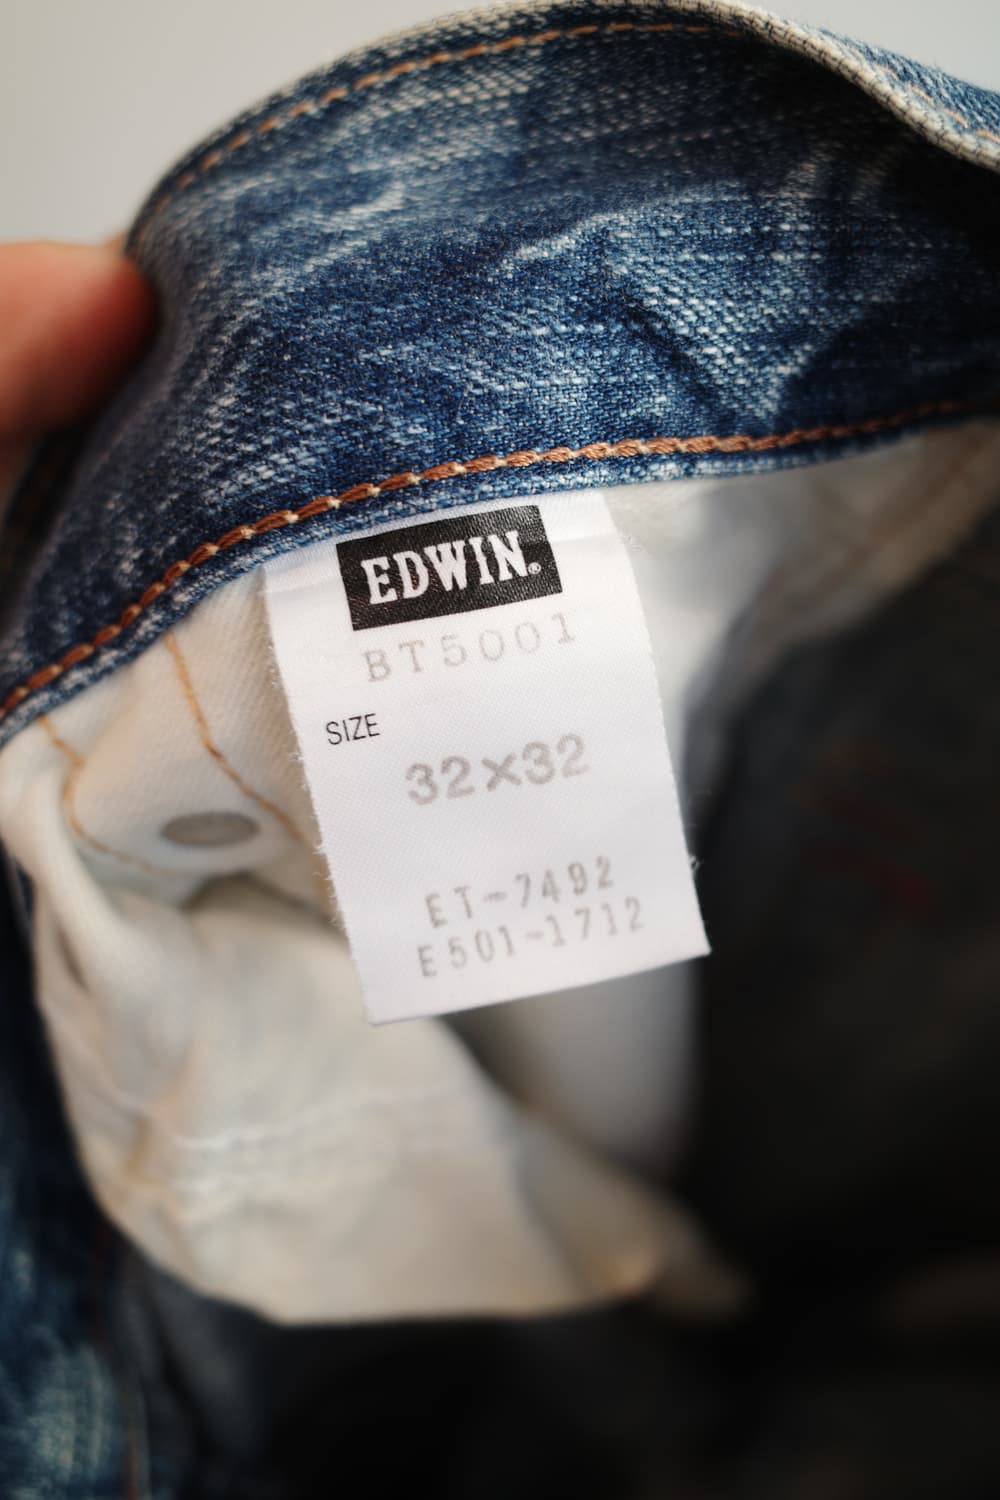 EDWIN®
BT5001
SIZE
32×32
ET-7492
E501-1712